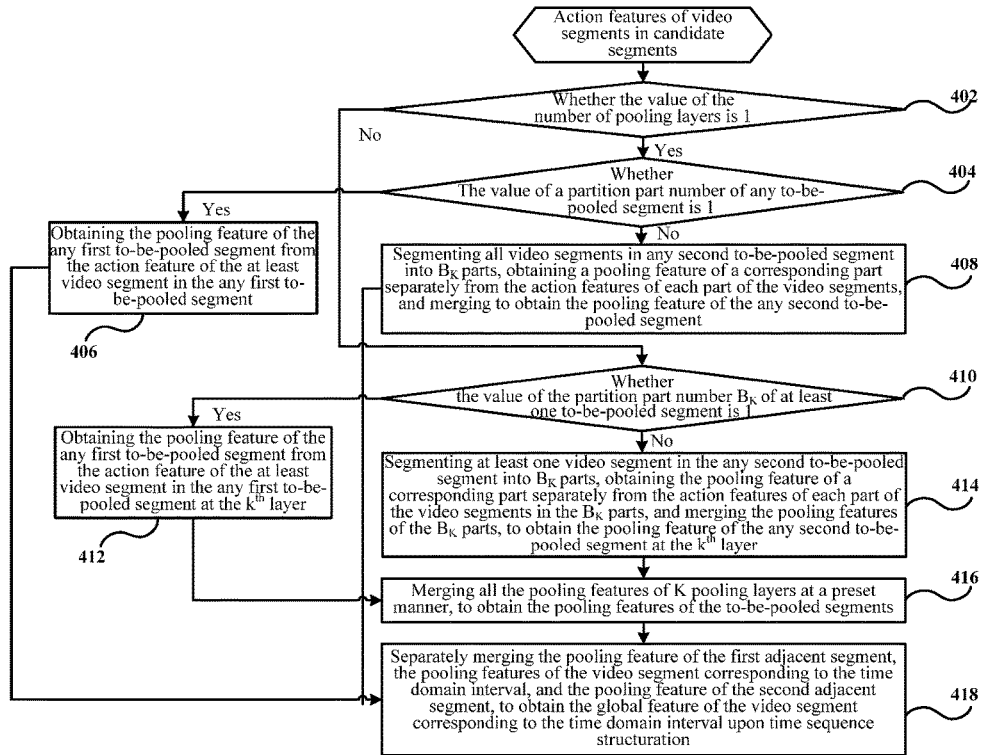 Action features of video
segments in candidate
segments
Whether the value of the
number of pooling layers is 1
402
No
Yes
Whether
The value of a partition part number of any to-be-
pooled segment is 1
404
Yes
No
Obtaining the pooling feature of the
any first to-be-pooled segment from
the action feature of the at least
video segment in the any first to-
be-pooled segment
406
Segmenting all video segments in any second to-be-pooled segment
into BK parts, obtaining a pooling feature of a corresponding part
separately from the action features of each part of the video segments,
and merging to obtain the pooling feature of the any second to-be-
pooled segment
408
Whether
the value of the partition part number BK of at least
one to-be-pooled segment is 1
410
Yes
No
Obtaining the pooling feature of the
any first to-be-pooled segment from
the action feature of the at least
video segment in the any first to-be-
pooled segment at the kth layer
412
Segmenting at least one video segment in the any second to-be-pooled
segment into BK parts, obtaining the pooling feature of a
corresponding part separately from the action features of each part of
the video segments in the BK parts, and merging the pooling features
of the BK parts, to obtain the pooling feature of the any second to-be-
pooled segment at the kth layer
414
Merging all the pooling features of K pooling layers at a preset
manner, to obtain the pooling features of the to-be-pooled segments
416
Separately merging the pooling feature of the first adjacent segment,
the pooling features of the video segment corresponding to the time
domain interval, and the pooling feature of the second adjacent
segment, to obtain the global feature of the video segment
corresponding to the time domain interval upon time sequence
structuration
418